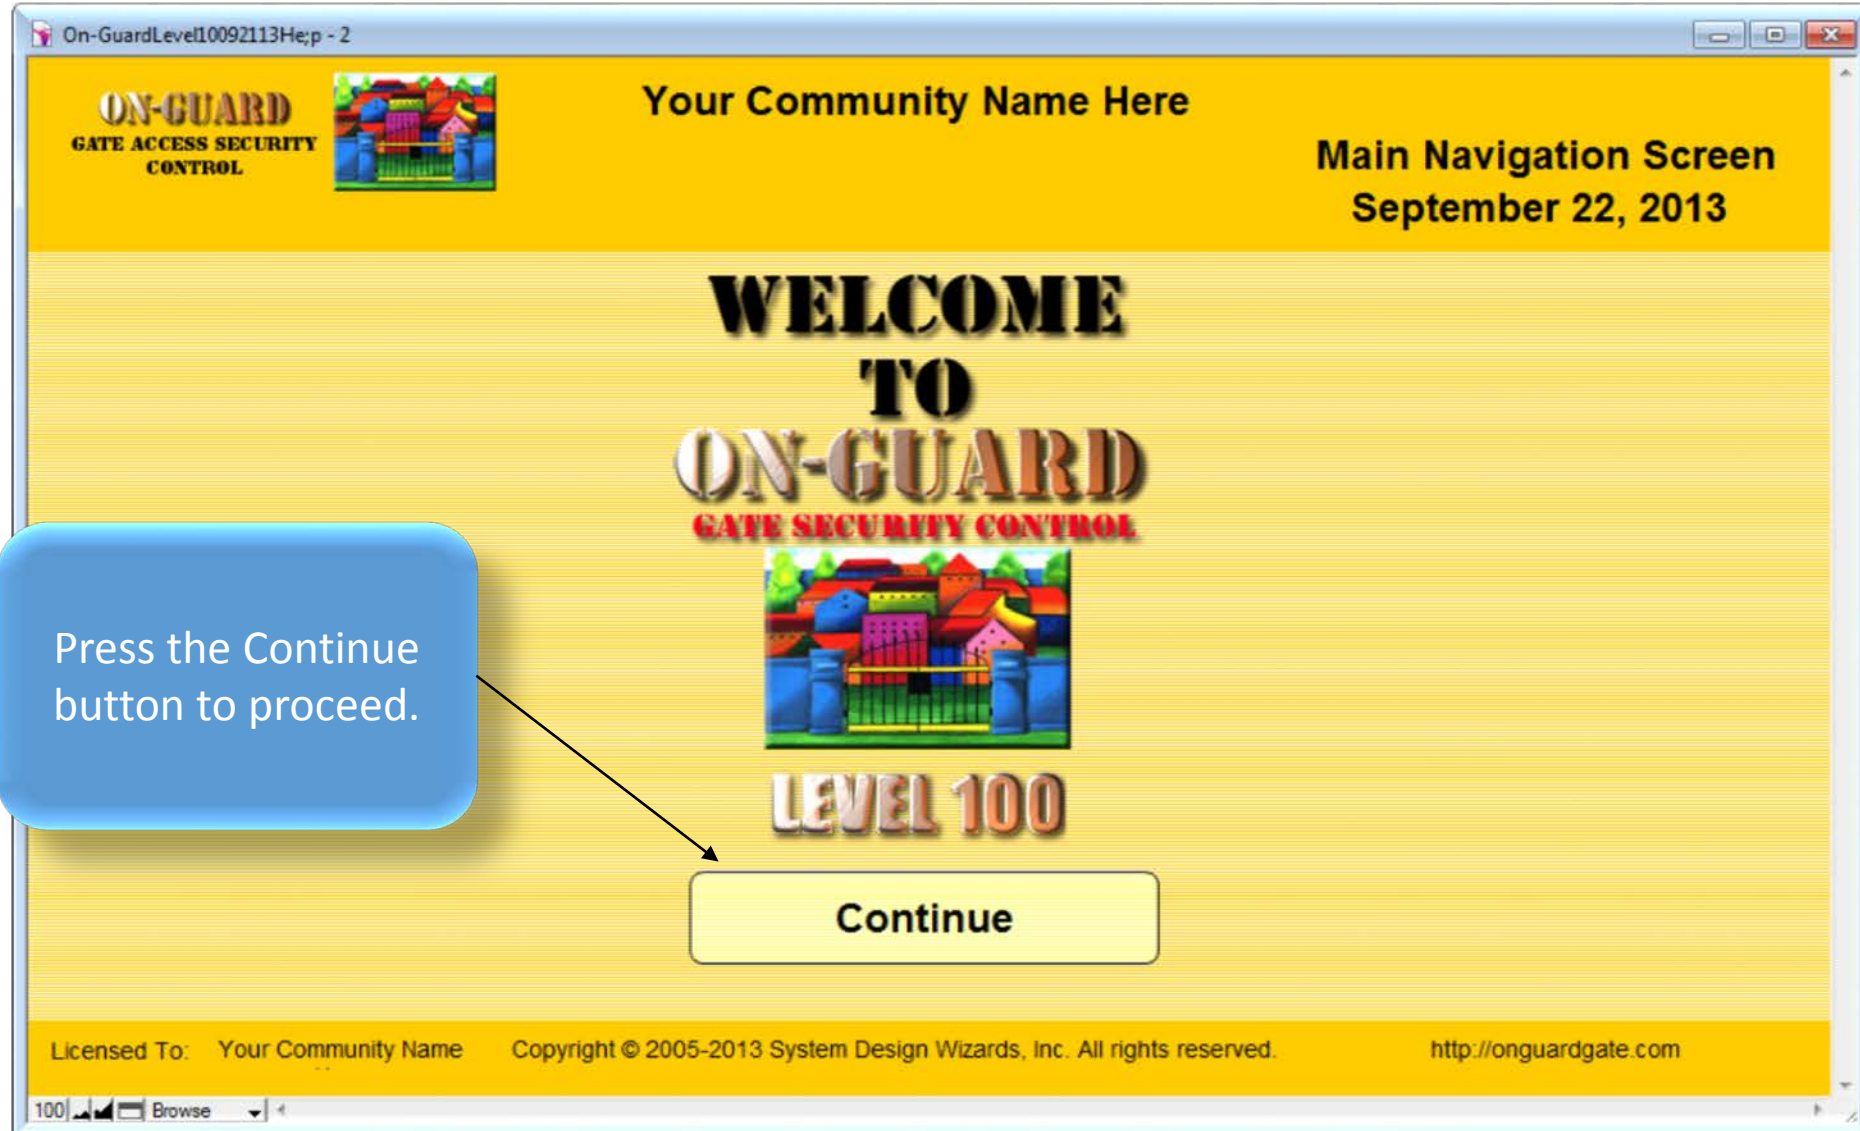 On-GuardLevel10092113He;p - 2
ON-GUARD
GATE ACCESS SECURITY
CONTROL
Your Community Name Here
Main Navigation Screen
September 22, 2013
WELCOME
TO
ON-GUARD
GATE SECURITY CONTROL
LEVEL 100
Press the Continue
button to proceed.
Continue
Licensed To: Your Community Name Copyright © 2005-2013 System Design Wizards, Inc. All rights reserved. http://onguardgate.com
100 Browse